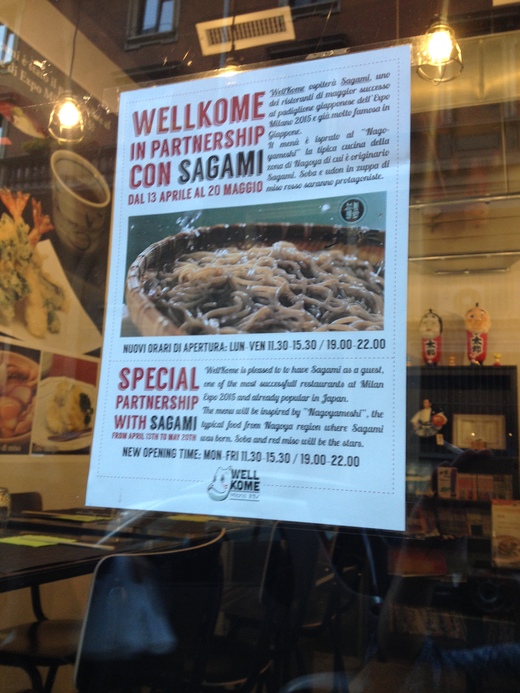 WELLKOME
IN PARTNERSHIP
CON SAGAMI
DAL 13 APRILE AL 20 MAGGIO
WellKome ospiterà Sagami, uno
dei ristoranti di maggior successo
al padiglione giapponese dell'Expo
Milano 2015 e già molto famoso in
Giappone.
Il menù è isprato al "Nago-
yameshi" la tipica cucina della
zona di Nagoya di cui è originario
Sagami. Soba e udon in zuppa di
miso rosso saranno protagoniste.
NUOVI ORARI DI APERTURA: LUN-VEN 11.30-15.30 / 19.00-22.00
SPECIAL
PARTNERSHIP
WITH SAGAMI
FROM APRIL 13TH TO MAY 20TH
WellKome is pleased to to have Sagami as a guest,
one of the most successfull restaurants at Milan
Expo 2015 and already popular in Japan.
The menu will be inspired by "Nagoyameshi", the
typical food from Nagoya region where Sagami
was born. Soba and red miso will be the stars.
NEW OPENING TIME: MON-FRI 11.30-15.30 / 19.00-22.00
WELL
KOME